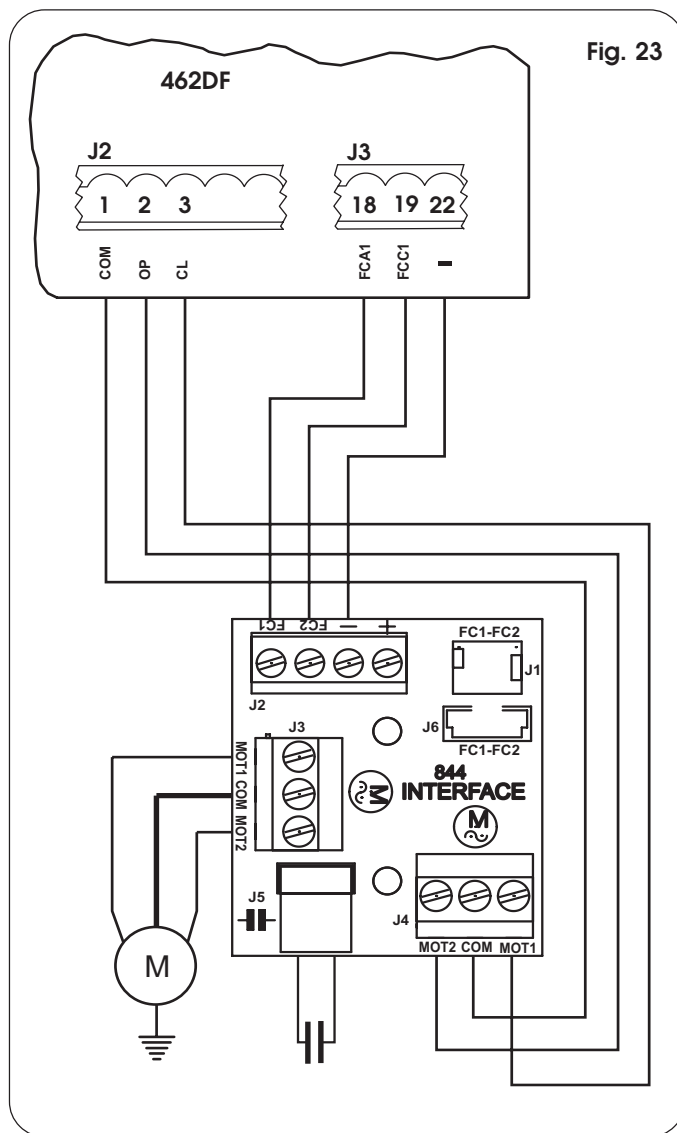 Fig. 23
462DF
J2
J3
1 2 3
18 19 22
COM
OP
CL
FCA1
FCC1
-
FC1
FC2
-
+
FC1-FC2
J1
J2
J3
J6
FC1-FC2
MOT1
COM
MOT2
M
844
INTERFACE
M
J5
J4
MOT2 COM MOT1
M